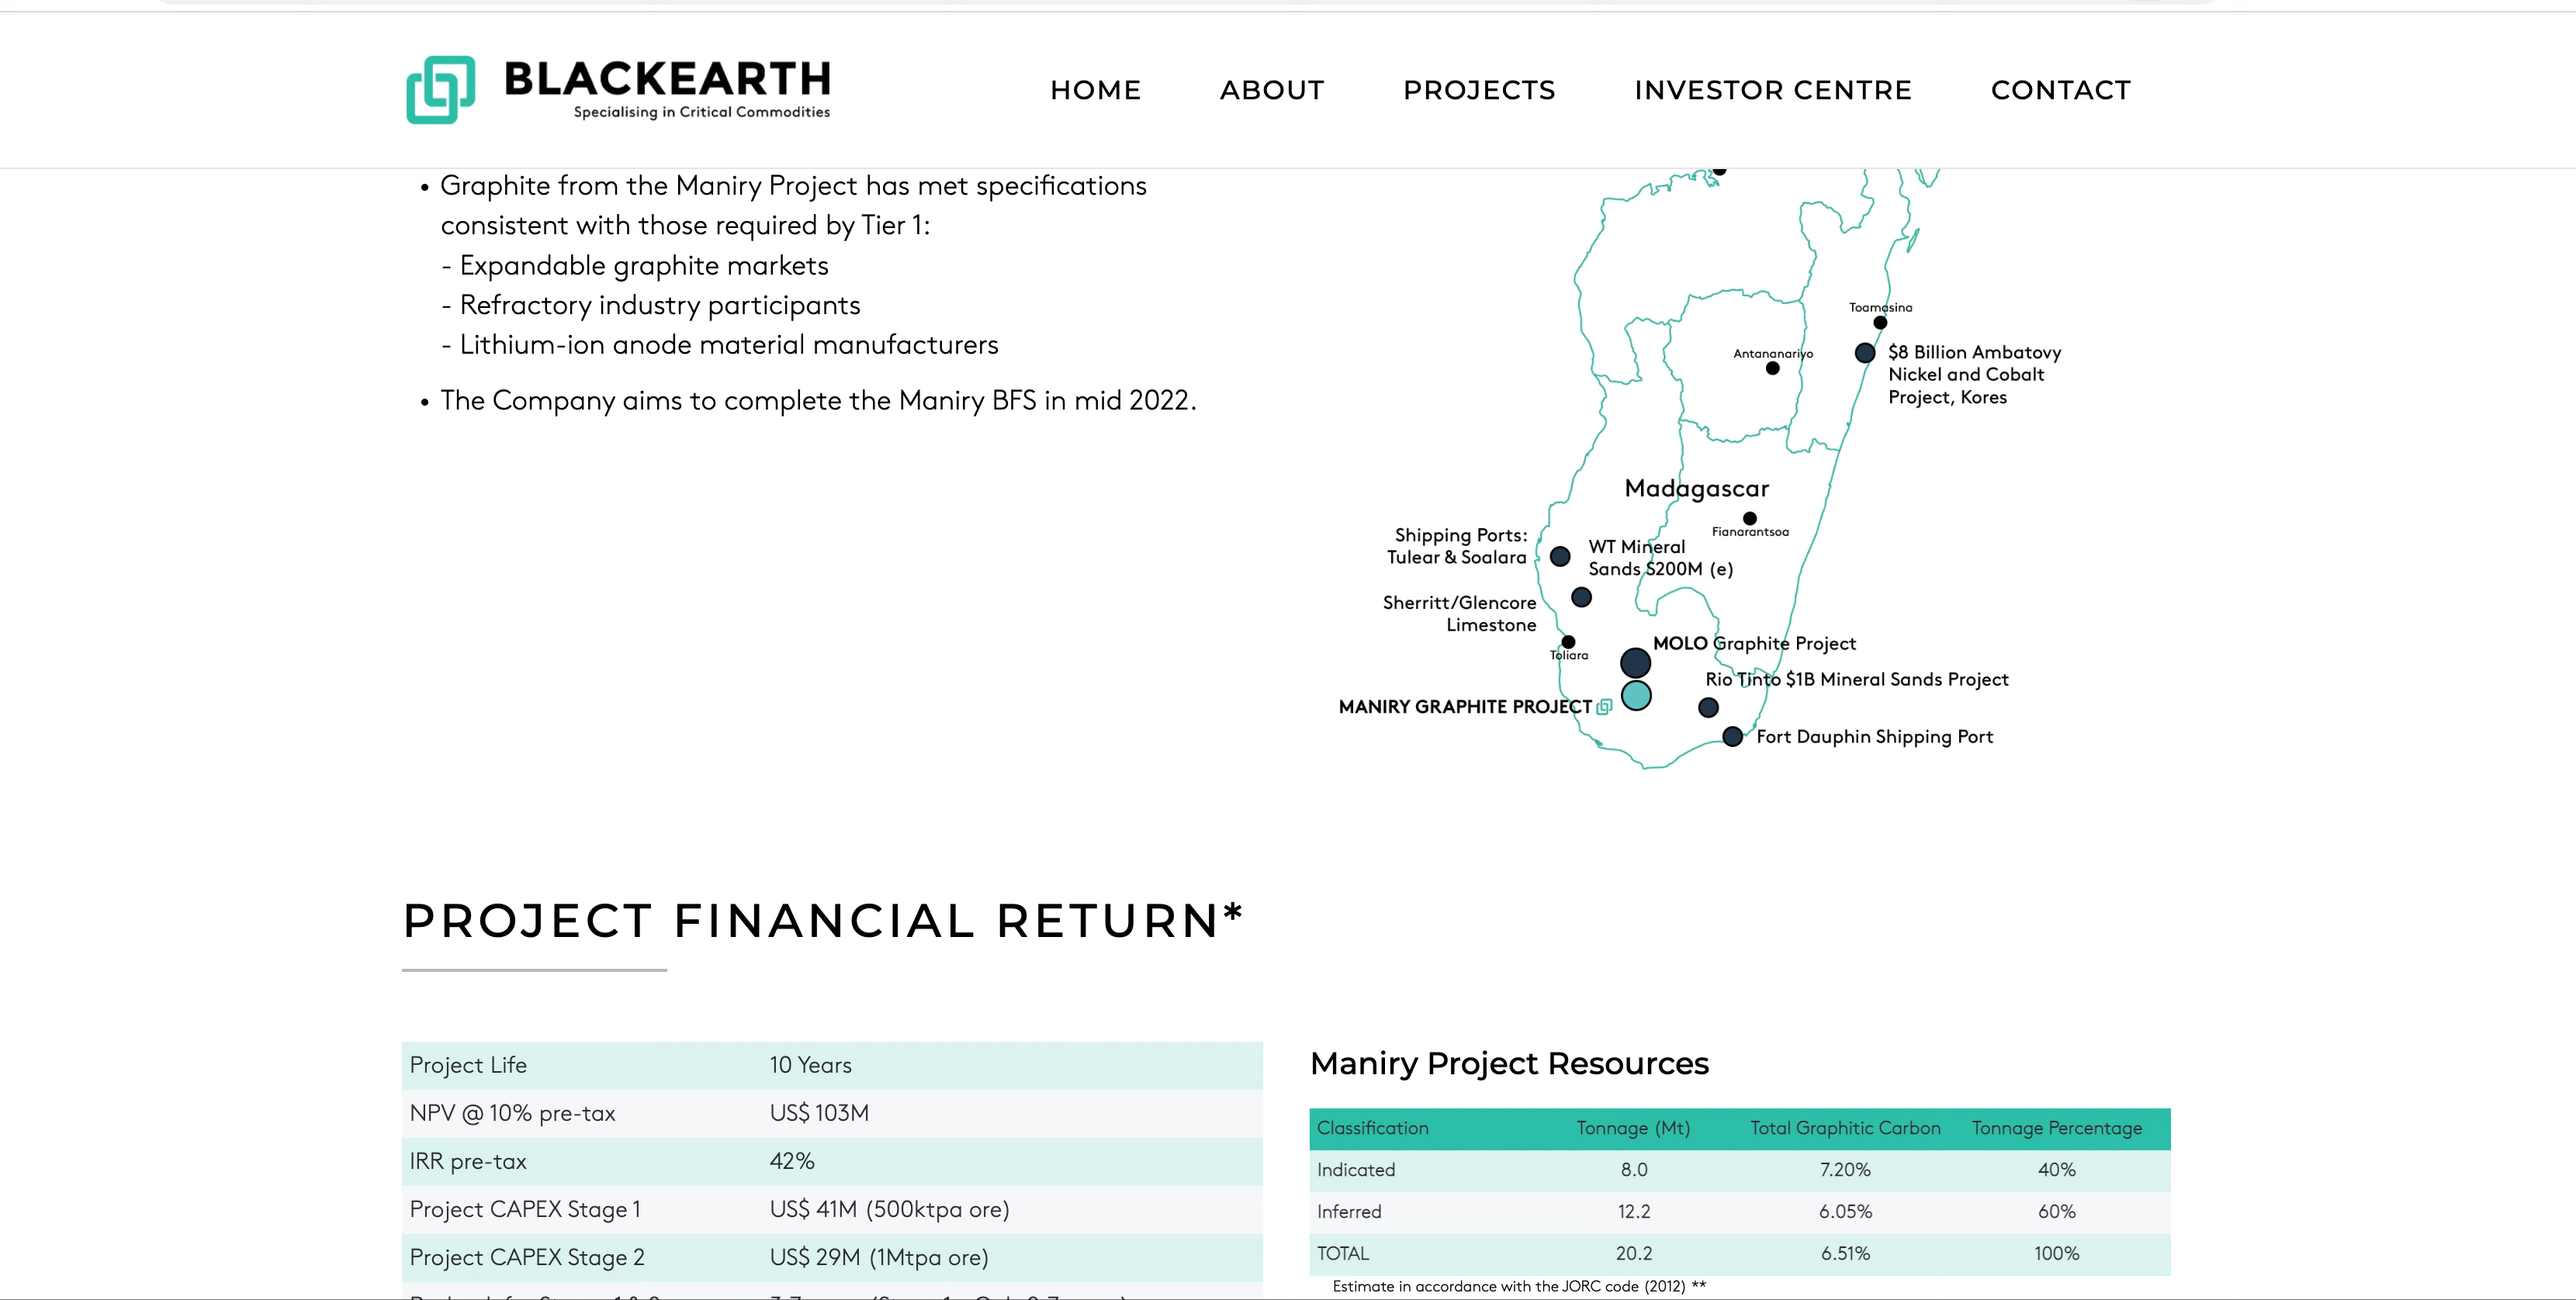 BLACKEARTH
Specialising in Critical Commodities
HOME ABOUT PROJECTS INVESTOR CENTRE CONTACT
• Graphite from the Maniry Project has met specifications
consistent with those required by Tier 1:
- Expandable graphite markets
- Refractory industry participants
- Lithium-ion anode material manufacturers
• The Company aims to complete the Maniry BFS in mid 2022.
Toamasina
Antananarivo
$8 Billion Ambatovy
Nickel and Cobalt
Project, Kores
Madagascar
Fianarantsoa
Shipping Ports:
Tulear & Soalara
WT Mineral
Sands $200M (e)
Sherritt/Glencore
Limestone
Toliara
MOLO Graphite Project
Rio Tinto $1B Mineral Sands Project
MANIRY GRAPHITE PROJECT
Fort Dauphin Shipping Port
PROJECT FINANCIAL RETURN*
Project Life 10 Years
NPV @ 10% pre-tax US$ 103M
IRR pre-tax 42%
Project CAPEX Stage 1 US$ 41M (500ktpa ore)
Project CAPEX Stage 2 US$ 29M (1Mtpa ore)
Maniry Project Resources
Classification Tonnage (Mt) Total Graphitic Carbon Tonnage Percentage
Indicated 8.0 7.20% 40%
Inferred 12.2 6.05% 60%
TOTAL 20.2 6.51% 100%
Estimate in accordance with the JORC code (2012) **